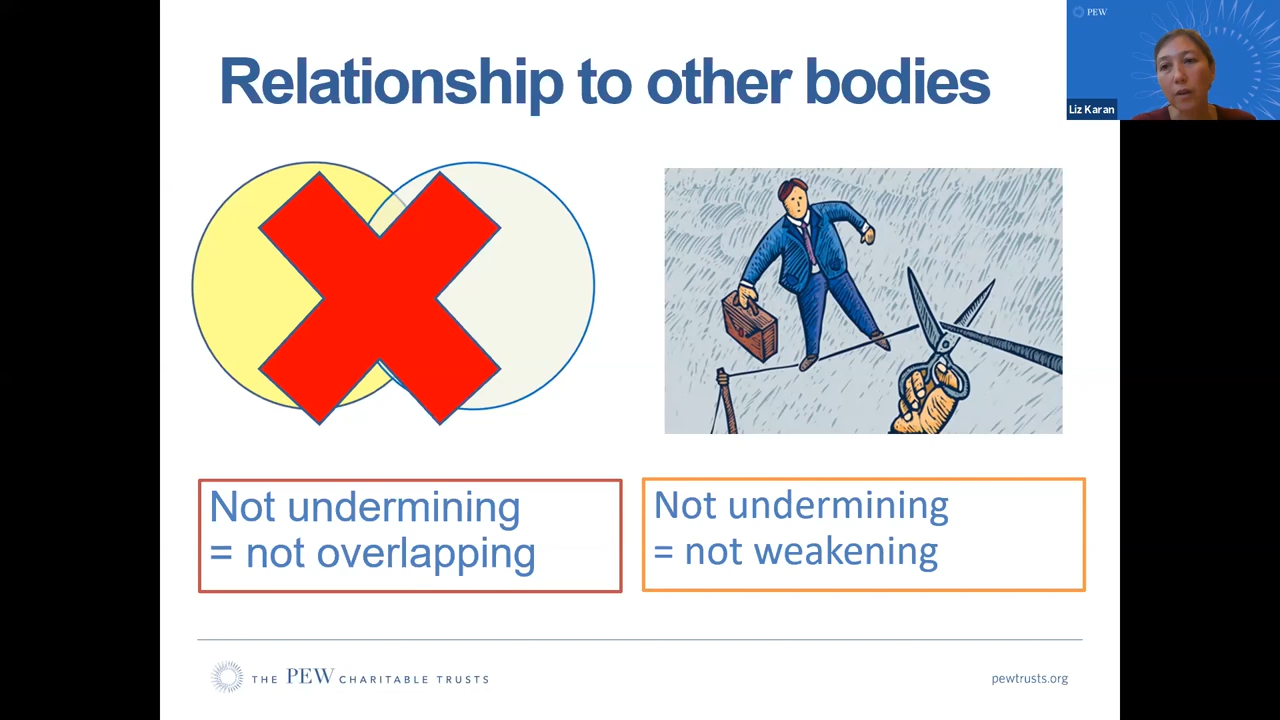 Relationship to other bodies
PEW
Liz Karan
Not undermining
= not overlapping
Not undermining
= not weakening
THE PEW CHARITABLE TRUSTS
pewtrusts.org